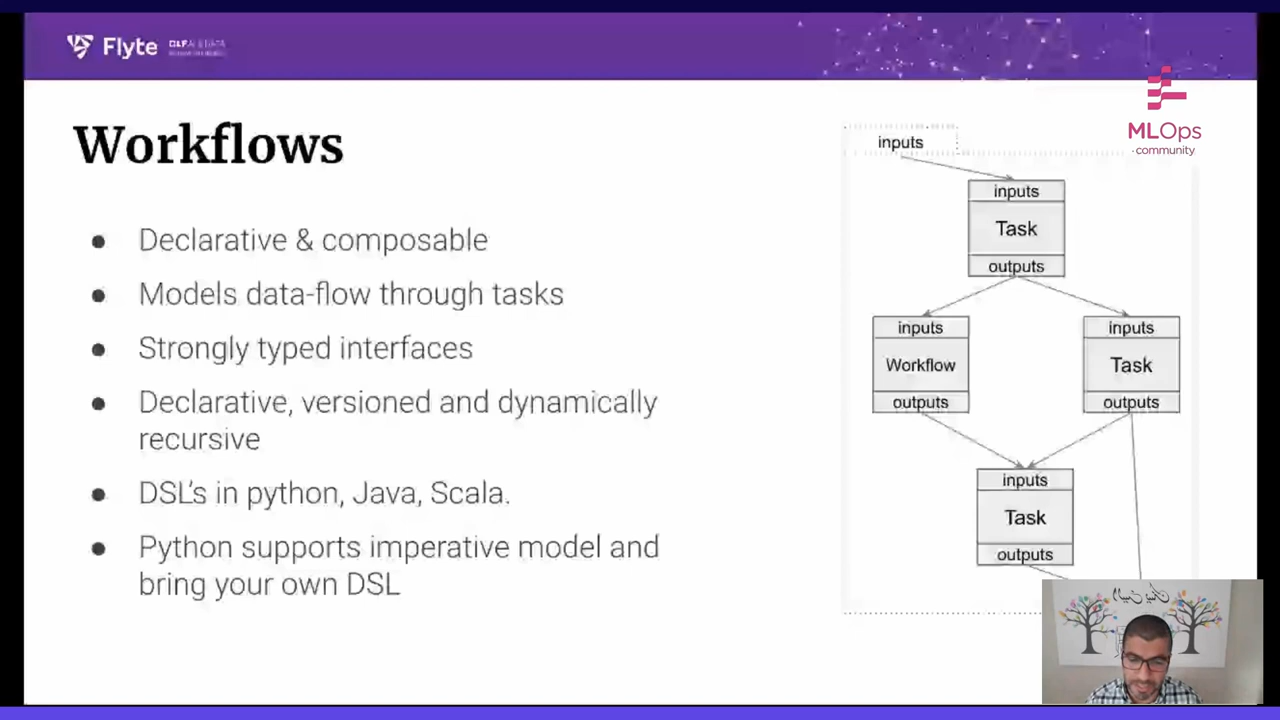 Flyte
MLOps
community
Workflows
Declarative & composable
Models data-flow through tasks
Strongly typed interfaces
Declarative, versioned and dynamically
recursive
DSL's in python, Java, Scala.
Python supports imperative model and
bring your own DSL
inputs
inputs
Task
outputs
inputs
Workflow
outputs
inputs
Task
outputs
inputs
Task
outputs